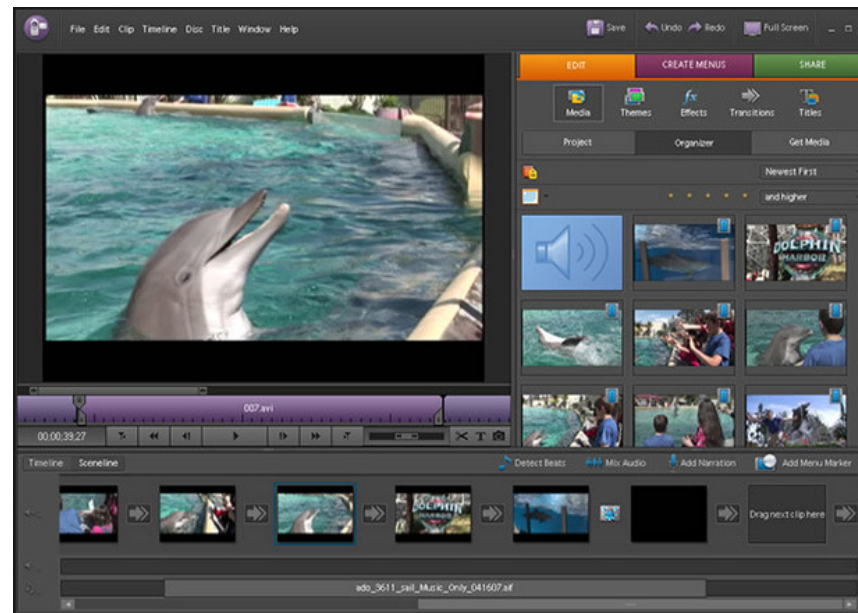 File Edit Clip Timeline Disc Title Window Help
Save Undo Redo Full Screen
EDIT CREATE MENUS SHARE
Media Themes Effects Transitions Titles
Project Organizer Get Media
Newest First
and higher
DOLPHIN
HARBOR
007.avi
00;00;39;27
Timeline Sceneline
Detect Beats Mix Audio Add Narration Add Menu Marker
DOLPHIN
HARBOR
Drag next clip here
ado_3611_sail_Music_Only_041607.aif